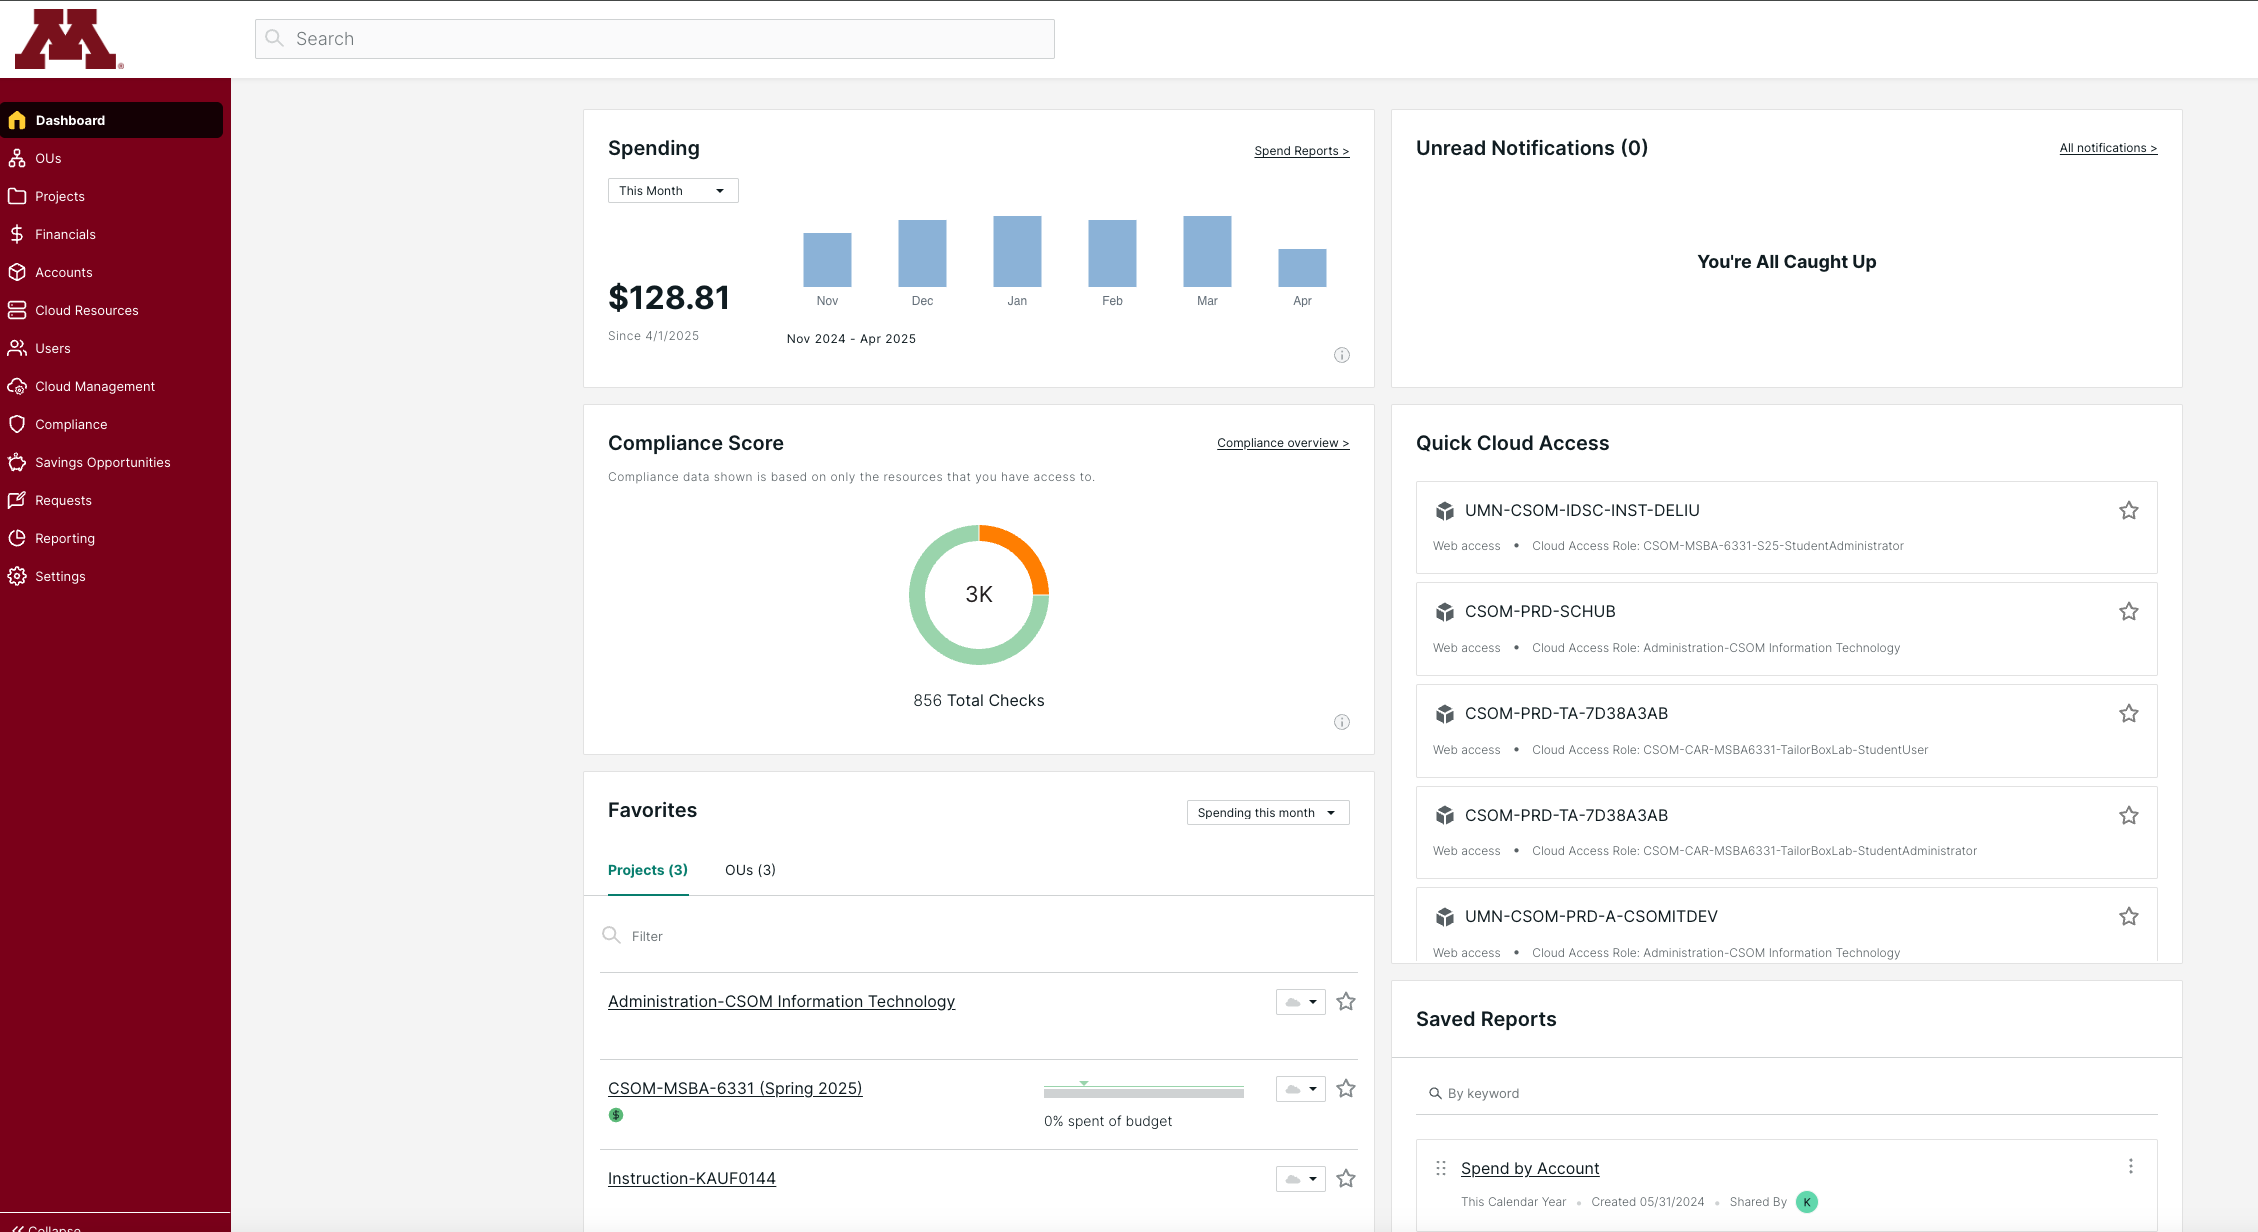 M
Search
Dashboard
OUs
Projects
Financials
Accounts
Cloud Resources
Users
Cloud Management
Compliance
Savings Opportunities
Requests
Reporting
Settings
Collapse
Spending
Spend Reports >
This Month
$128.81
Since 4/1/2025
Nov Dec Jan Feb Mar Apr
Nov 2024 - Apr 2025
Unread Notifications (0)
All notifications >
You're All Caught Up
Compliance Score
Compliance overview >
Compliance data shown is based on only the resources that you have access to.
3K
856 Total Checks
Quick Cloud Access
UMN-CSOM-IDSC-INST-DELIU
Web access • Cloud Access Role: CSOM-MSBA-6331-S25-StudentAdministrator
CSOM-PRD-SCHUB
Web access • Cloud Access Role: Administration-CSOM Information Technology
CSOM-PRD-TA-7D38A3AB
Web access • Cloud Access Role: CSOM-CAR-MSBA6331-TailorBoxLab-StudentUser
CSOM-PRD-TA-7D38A3AB
Web access • Cloud Access Role: CSOM-CAR-MSBA6331-TailorBoxLab-StudentAdministrator
UMN-CSOM-PRD-A-CSOMITDEV
Web access • Cloud Access Role: Administration-CSOM Information Technology
Favorites
Spending this month
Projects (3) OUs (3)
Filter
Administration-CSOM Information Technology
CSOM-MSBA-6331 (Spring 2025)
$
0% spent of budget
Instruction-KAUF0144
Saved Reports
By keyword
Spend by Account
This Calendar Year • Created 05/31/2024 • Shared By K